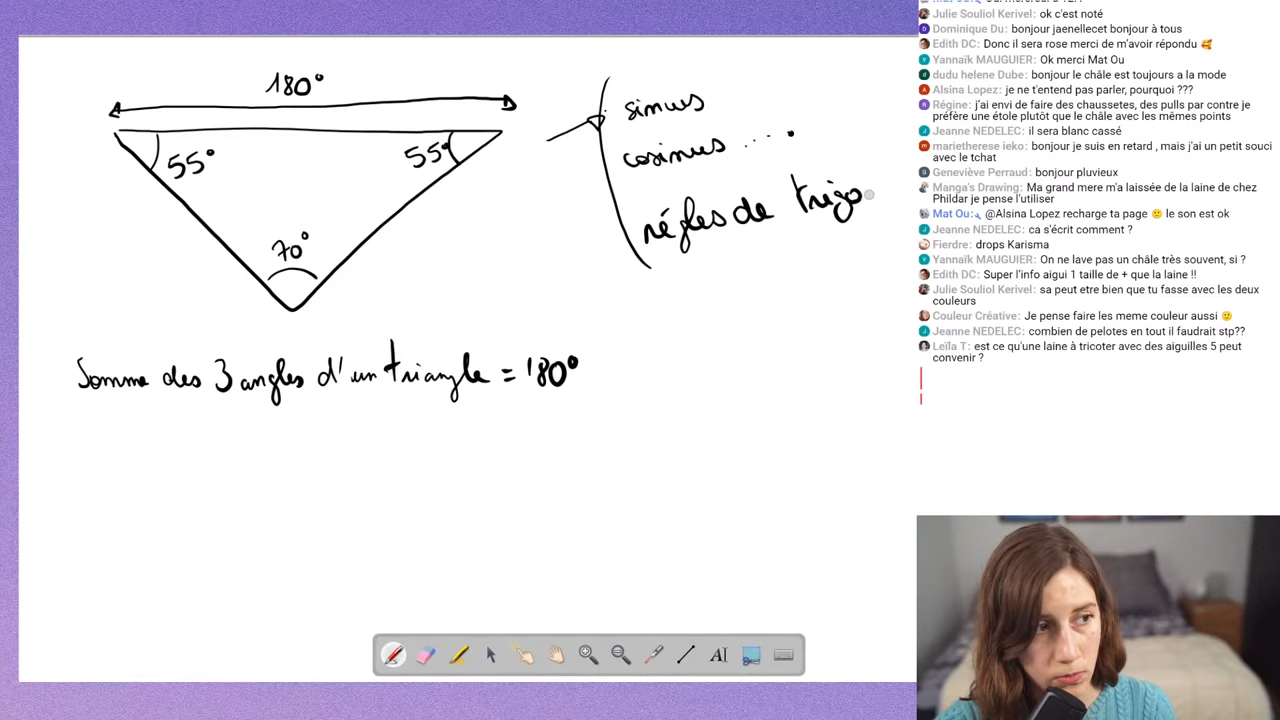 180°
sinus
cosinus ....
55°
55°
régles de trigo
70°
Somme des 3 angles d'un triangle = 180°
AI
Julie Souliol Kerivel: ok c'est noté
Dominique Du: bonjour jaenellecet bonjour à tous
Edith DC: Donc il sera rose merci de m'avoir répondu 🥰
Yannaïk MAUGUIER: Ok merci Mat Ou
dudu helene Dube: bonjour le châle est toujours a la mode
Alsina Lopez: je ne t'entend pas parler, pourquoi ???
Régine: j'ai envi de faire des chaussetes, des pulls par contre je
préfère une étole plutôt que le châle avec les mêmes points
Jeanne NEDELEC: il sera blanc cassé
marietherese ieko: bonjour je suis en retard , mais j'ai un petit souci
avec le tchat
Geneviève Perraud: bonjour pluvieux
Manga's Drawing: Ma grand mere m'a laissée de la laine de chez
Phildar je pense l'utiliser
Mat Ou: @Alsina Lopez recharge ta page 🙂 le son est ok
Jeanne NEDELEC: ca s'écrit comment ?
Fierdre: drops Karisma
Yannaïk MAUGUIER: On ne lave pas un châle très souvent, si ?
Edith DC: Super l'info aigui 1 taille de + que la laine !!
Julie Souliol Kerivel: sa peut etre bien que tu fasse avec les deux
couleurs
Couleur Créative: Je pense faire les meme couleur aussi 🙂
Jeanne NEDELEC: combien de pelotes en tout il faudrait stp??
Leïla T: est ce qu'une laine à tricoter avec des aiguilles 5 peut
convenir ?